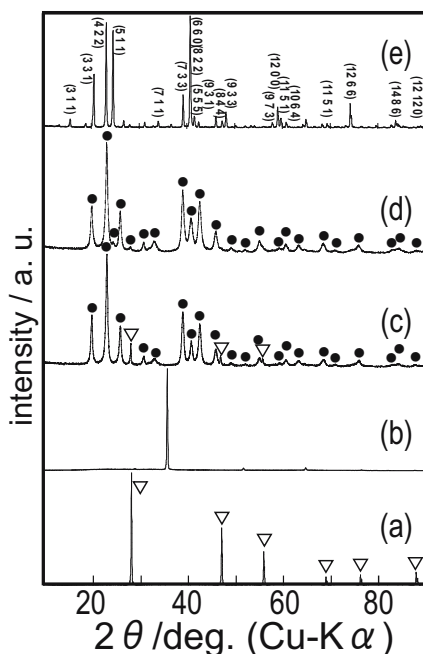 (3 1 1)
(3 3 1)
(4 2 2)
(5 1 1)
(7 1 1)
(7 3 3)
(6 6 0)(8 2 2)
(5 5 5)
(9 3 1)
(8 4 4)
(9 3 3)
(9 7 3)
(12 0 0)
(11 5 1)
(10 6 4)
(11 5 1)
(12 6 6)
(14 8 6)
(12 12 0)
(e)
(d)
(c)
(b)
(a)
intensity / a. u.
20 40 60 80
2 θ /deg. (Cu-K α)